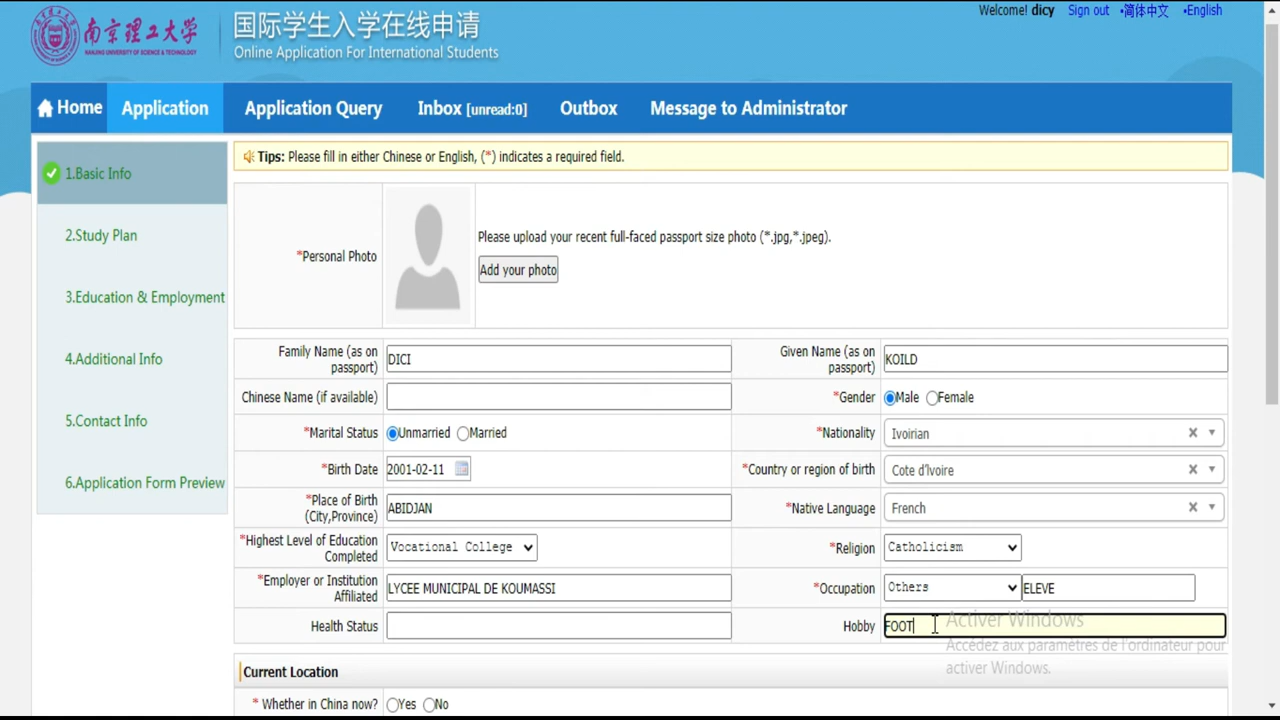 Welcome! dicy Sign out •简体中文 •English
南京理工大学
NANJING UNIVERSITY OF SCIENCE & TECHNOLOGY
国际学生入学在线申请
Online Application For International Students
Home Application Application Query Inbox [unread:0] Outbox Message to Administrator
1.Basic Info
2.Study Plan
3.Education & Employment
4.Additional Info
5.Contact Info
6.Application Form Preview
Tips: Please fill in either Chinese or English, (*) indicates a required field.
*Personal Photo
Please upload your recent full-faced passport size photo (*.jpg,*.jpeg).
Add your photo
Family Name (as on passport) DICI
Given Name (as on passport) KOILD
Chinese Name (if available)
*Gender Male Female
*Marital Status Unmarried Married
*Nationality Ivoirian
*Birth Date 2001-02-11
*Country or region of birth Cote d'Ivoire
*Place of Birth (City,Province) ABIDJAN
*Native Language French
*Highest Level of Education Completed Vocational College
*Religion Catholicism
*Employer or Institution Affiliated LYCEE MUNICIPAL DE KOUMASSI
*Occupation Others ELEVE
Health Status
Hobby FOOT
Activer Windows
Accédez aux paramètres de l'ordinateur pour
activer Windows.
Current Location
* Whether in China now? Yes No